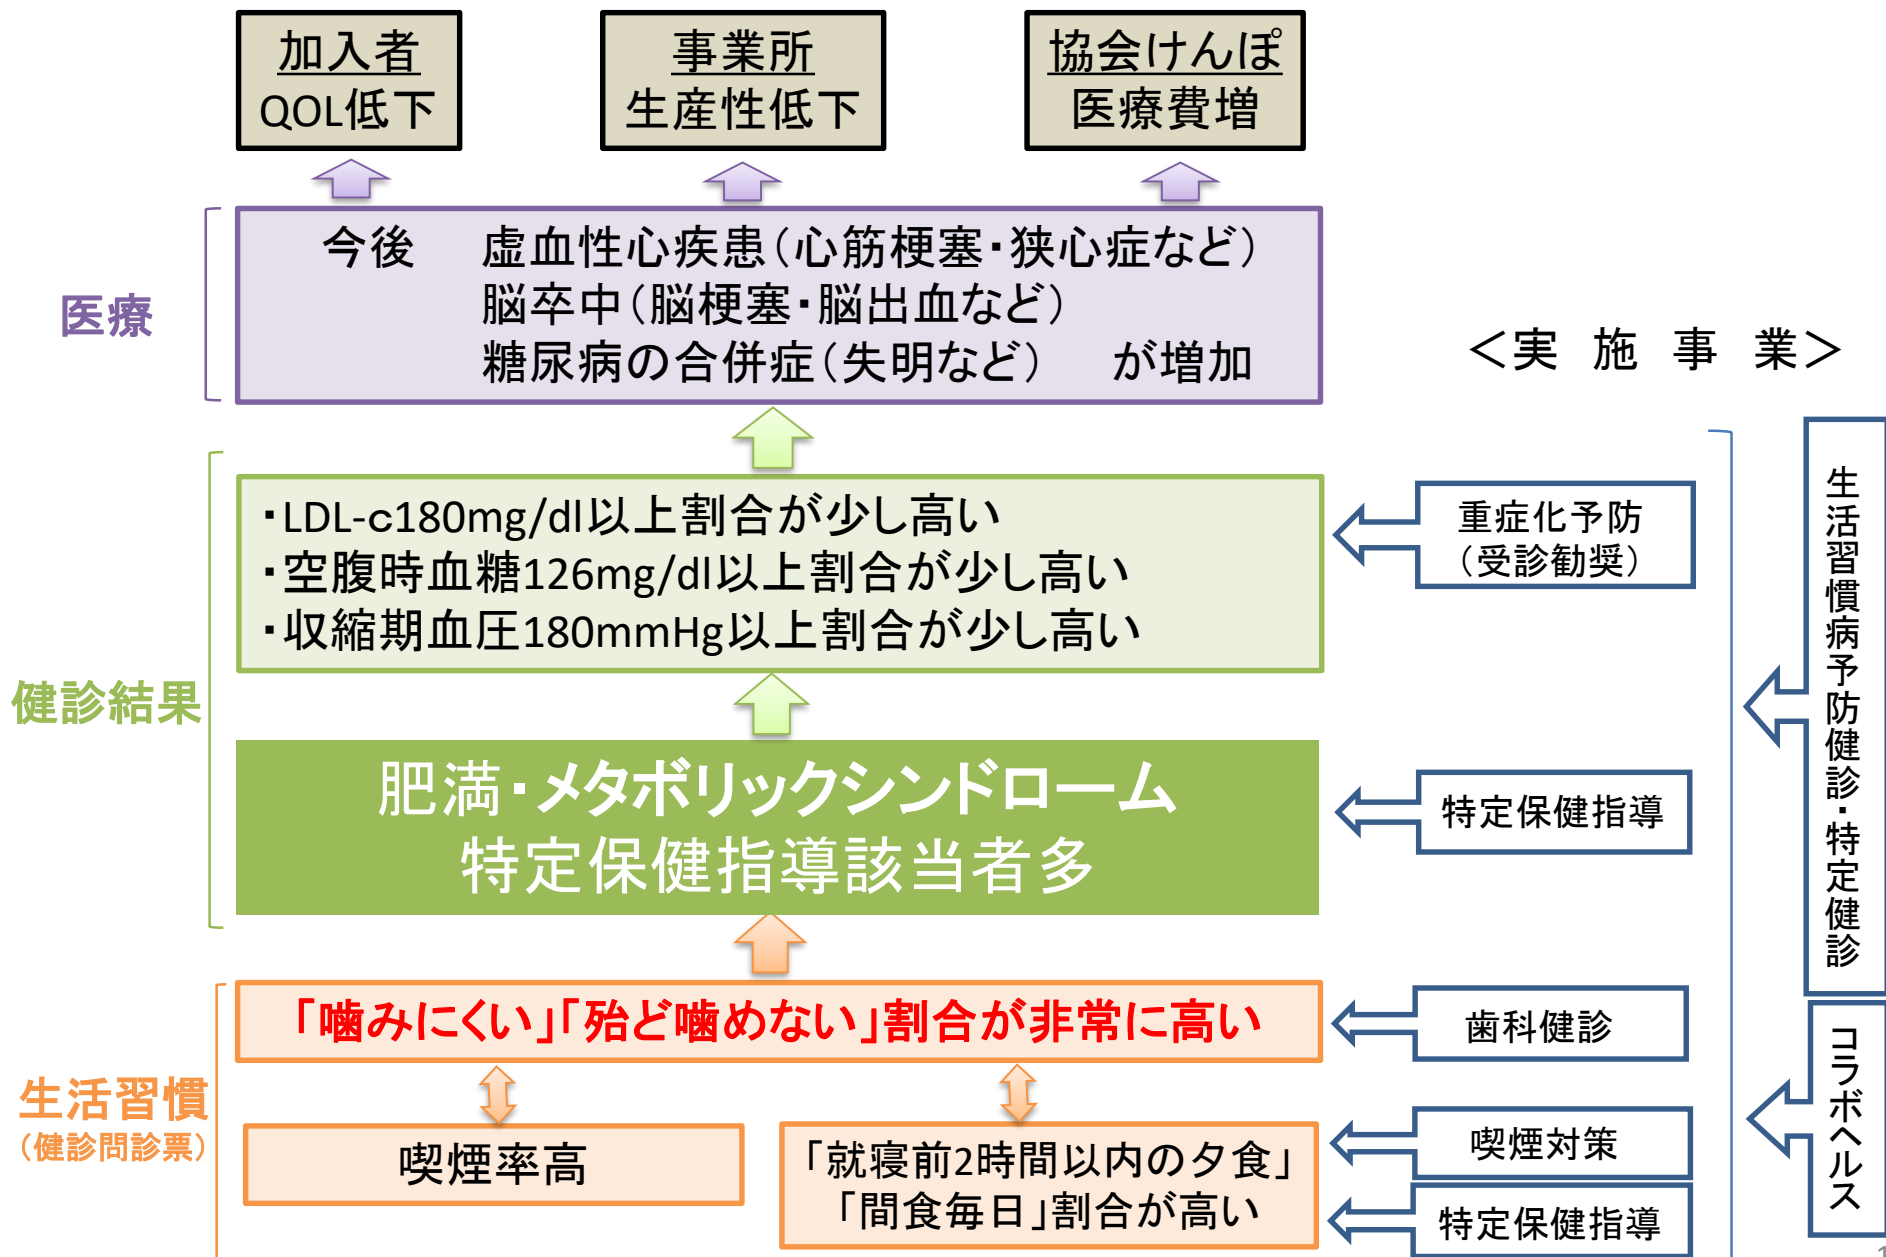 加入者
QOL低下
事業所
生産性低下
協会けんぽ
医療費増
医療
今後 虚血性心疾患(心筋梗塞・狭心症など)
脳卒中(脳梗塞・脳出血など)
糖尿病の合併症(失明など) が増加
<実 施 事 業>
健診結果
・LDL-c180mg/dl以上割合が少し高い
・空腹時血糖126mg/dl以上割合が少し高い
・収縮期血圧180mmHg以上割合が少し高い
重症化予防
(受診勧奨)
肥満・メタボリックシンドローム
特定保健指導該当者多
特定保健指導
生活習慣病予防健診・特定健診
生活習慣
(健診問診票)
「噛みにくい」「殆ど噛めない」割合が非常に高い
歯科健診
喫煙率高
「就寝前2時間以内の夕食」
「間食毎日」割合が高い
喫煙対策
特定保健指導
コラボヘルス